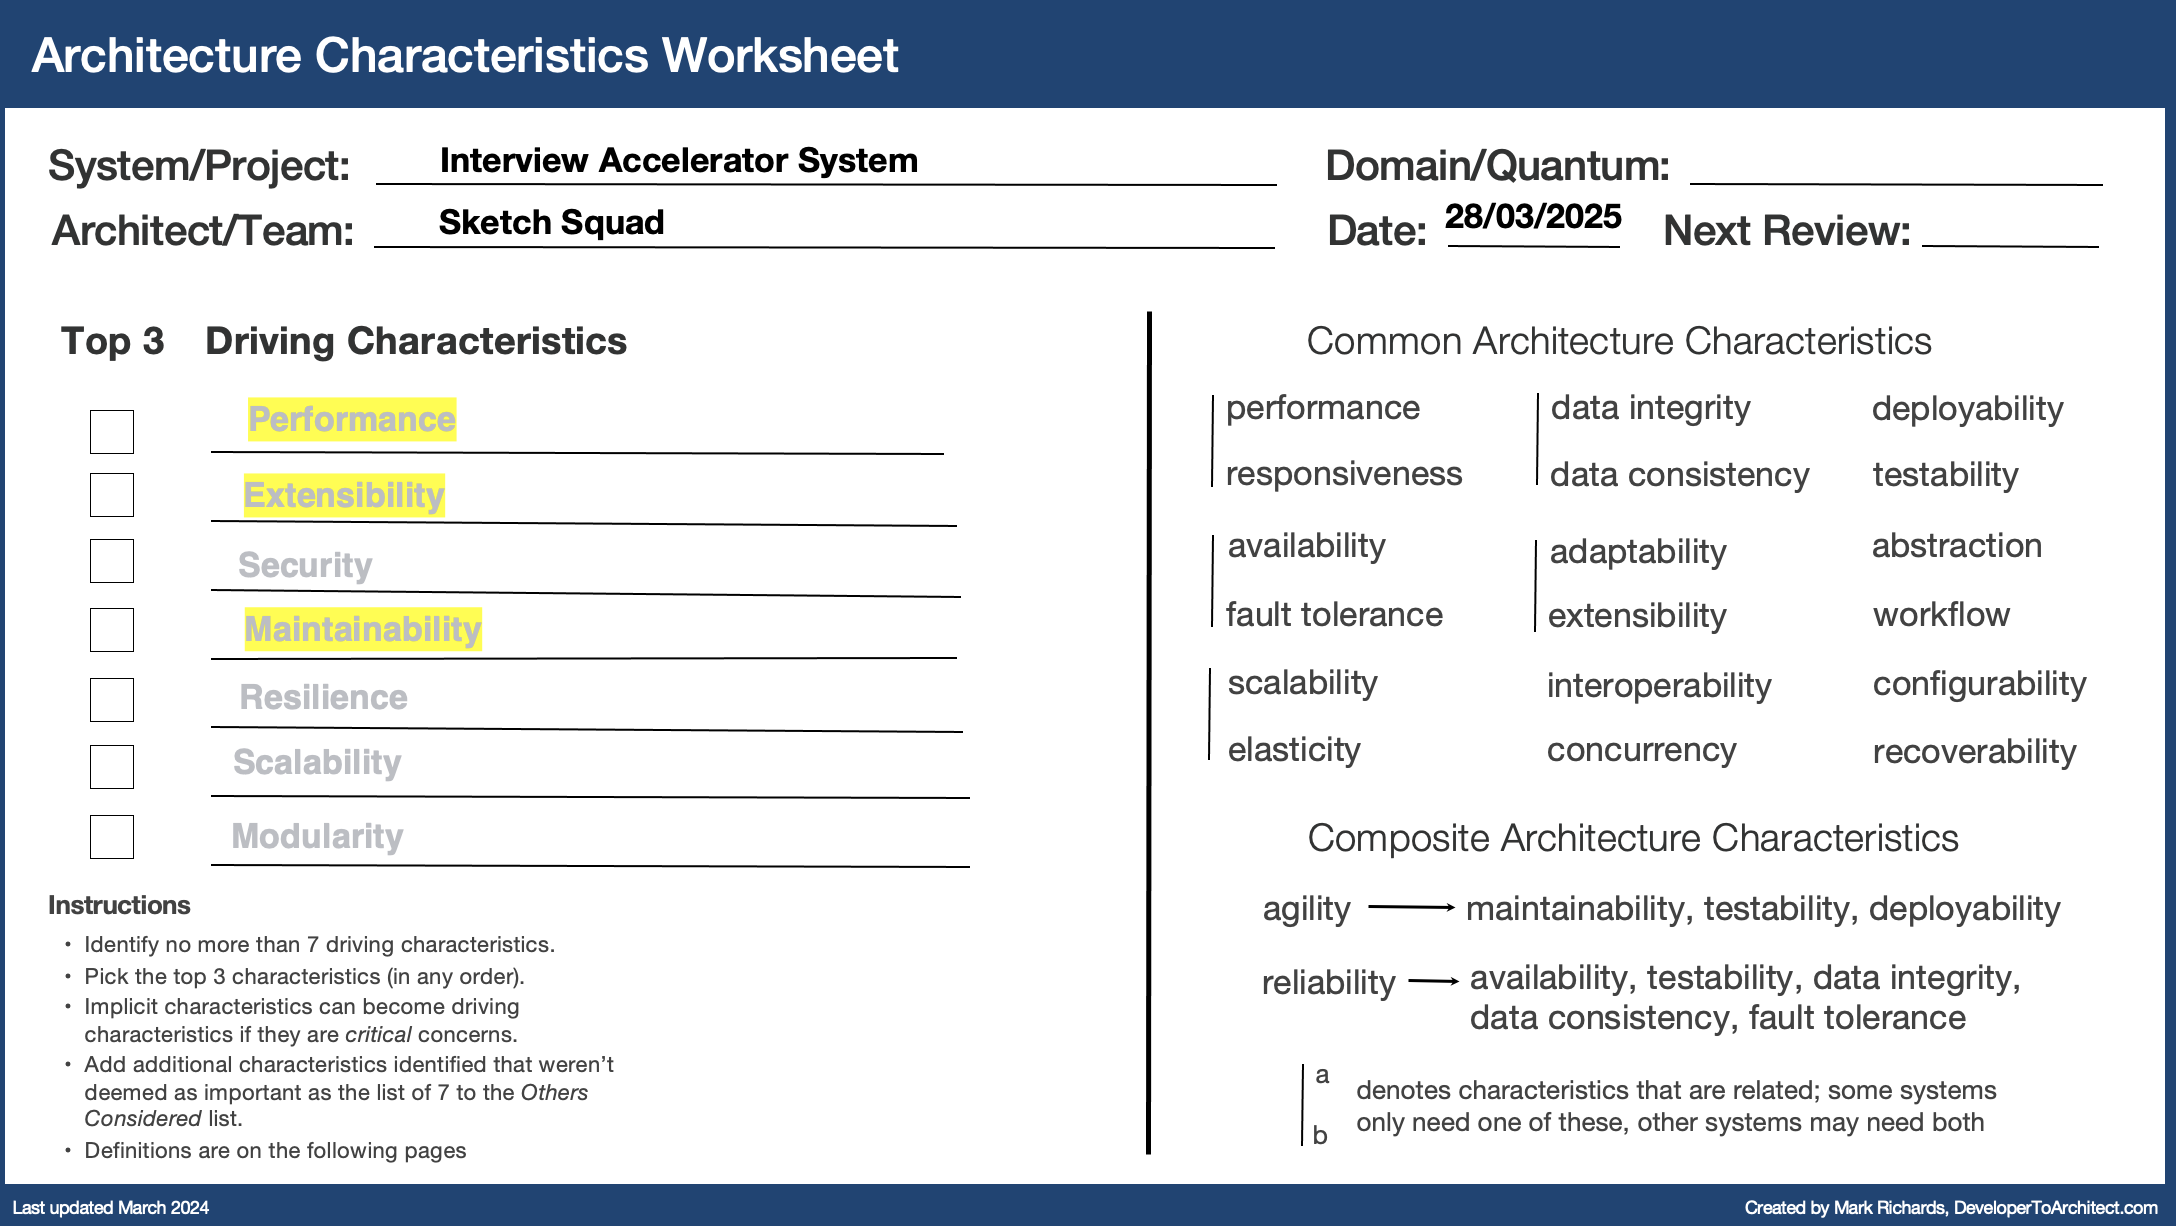 Architecture Characteristics Worksheet
System/Project: Interview Accelerator System
Domain/Quantum:
Architect/Team: Sketch Squad
Date: 28/03/2025 Next Review:
Top 3 Driving Characteristics
Performance
Extensibility
Security
Maintainability
Resilience
Scalability
Modularity
Instructions
• Identify no more than 7 driving characteristics.
• Pick the top 3 characteristics (in any order).
• Implicit characteristics can become driving
characteristics if they are critical concerns.
• Add additional characteristics identified that weren’t
deemed as important as the list of 7 to the Others
Considered list.
• Definitions are on the following pages
Common Architecture Characteristics
performance data integrity deployability
responsiveness data consistency testability
availability adaptability abstraction
fault tolerance extensibility workflow
scalability interoperability configurability
elasticity concurrency recoverability
Composite Architecture Characteristics
agility maintainability, testability, deployability
reliability availability, testability, data integrity,
data consistency, fault tolerance
a
denotes characteristics that are related; some systems
only need one of these, other systems may need both
b
Last updated March 2024
Created by Mark Richards, DeveloperToArchitect.com